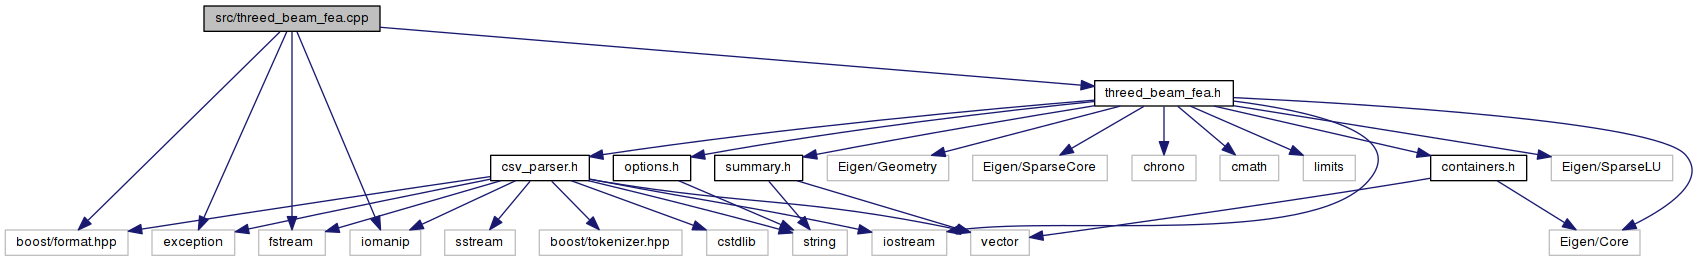 src/threed_beam_fea.cpp
threed_beam_fea.h
csv_parser.h
options.h
summary.h
Eigen/Geometry
Eigen/SparseCore
chrono
cmath
limits
containers.h
Eigen/SparseLU
boost/format.hpp
exception
fstream
iomanip
sstream
boost/tokenizer.hpp
cstdlib
string
iostream
vector
Eigen/Core